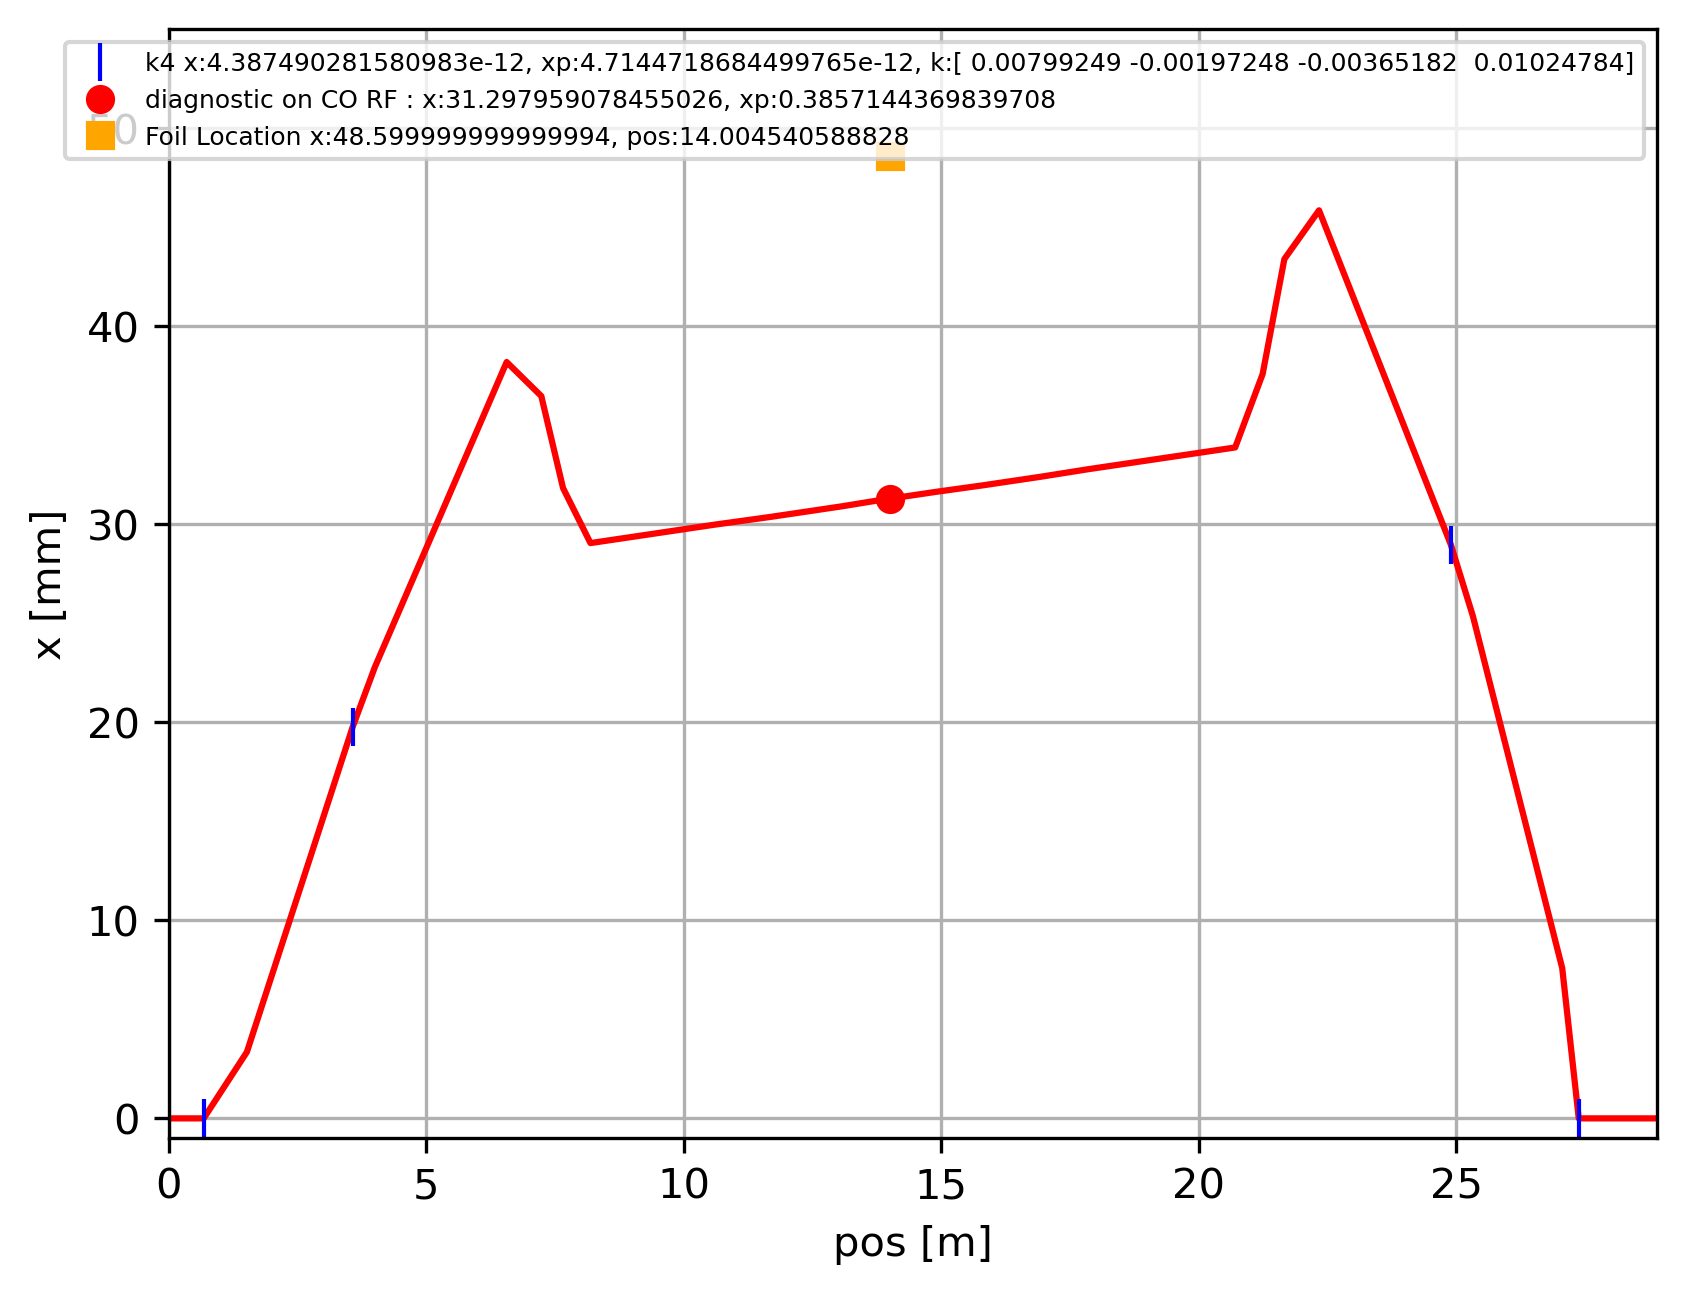 k4 x:4.387490281580983e-12, xp:4.7144718684499765e-12, k:[ 0.00799249 -0.00197248 -0.00365182  0.01024784]
diagnostic on CO RF : x:31.297959078455026, xp:0.3857144369839708
Foil Location x:48.599999999999994, pos:14.004540588828
50
40
30
20
10
0
x [mm]
0 5 10 15 20 25
pos [m]